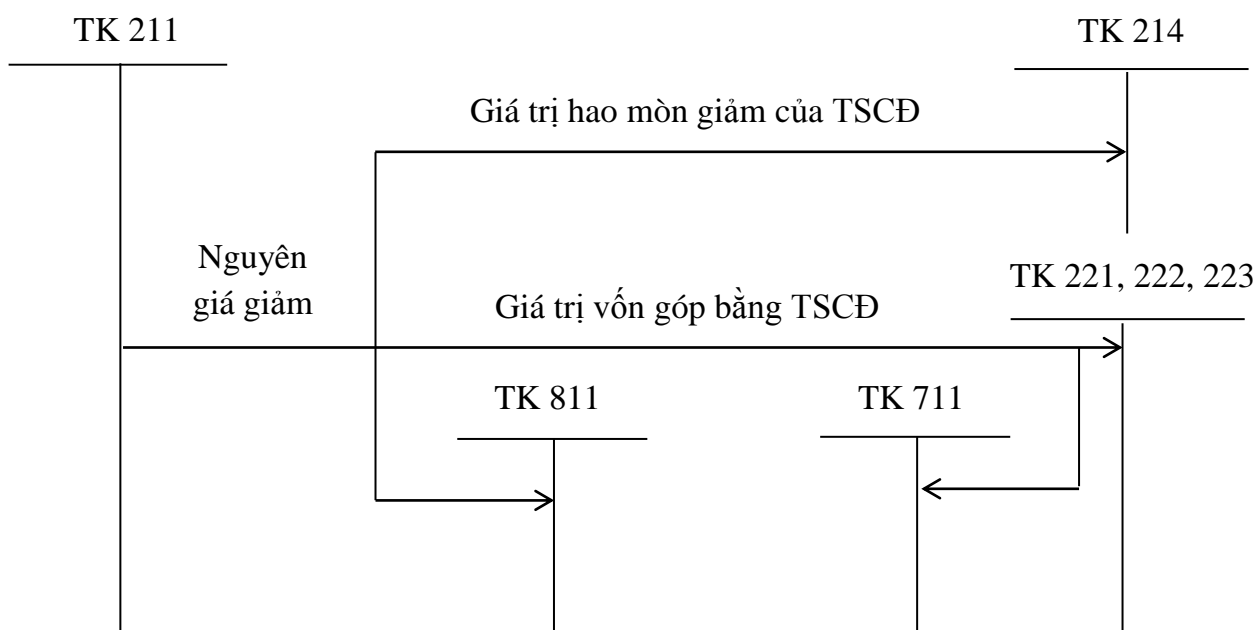 TK 211
TK 214
Giá trị hao mòn giảm của TSCĐ
Nguyên
giá giảm
TK 221, 222, 223
Giá trị vốn góp bằng TSCĐ
TK 811
TK 711